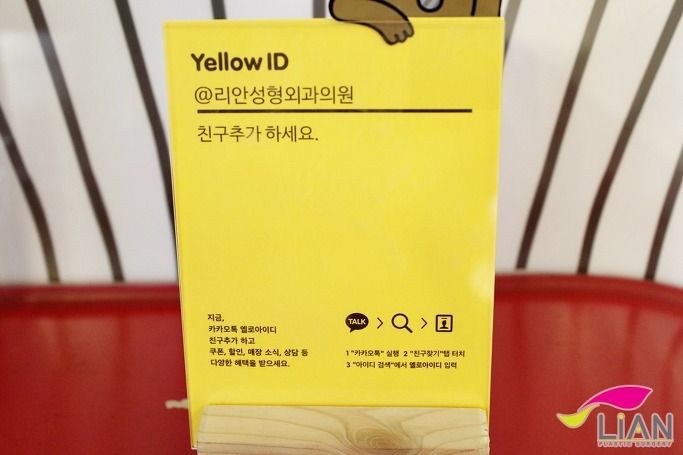 Yellow ID
@리안성형외과의원
친구추가 하세요.
지금,
카카오톡 옐로아이디
친구추가 하고
쿠폰, 할인, 매장 소식, 상담 등
다양한 혜택을 받으세요.
TALK
1 "카카오톡" 실행 2 "친구찾기"탭 터치
3 "아이디 검색"에서 옐로아이디 입력
LiAN
PLASTIC SURGERY